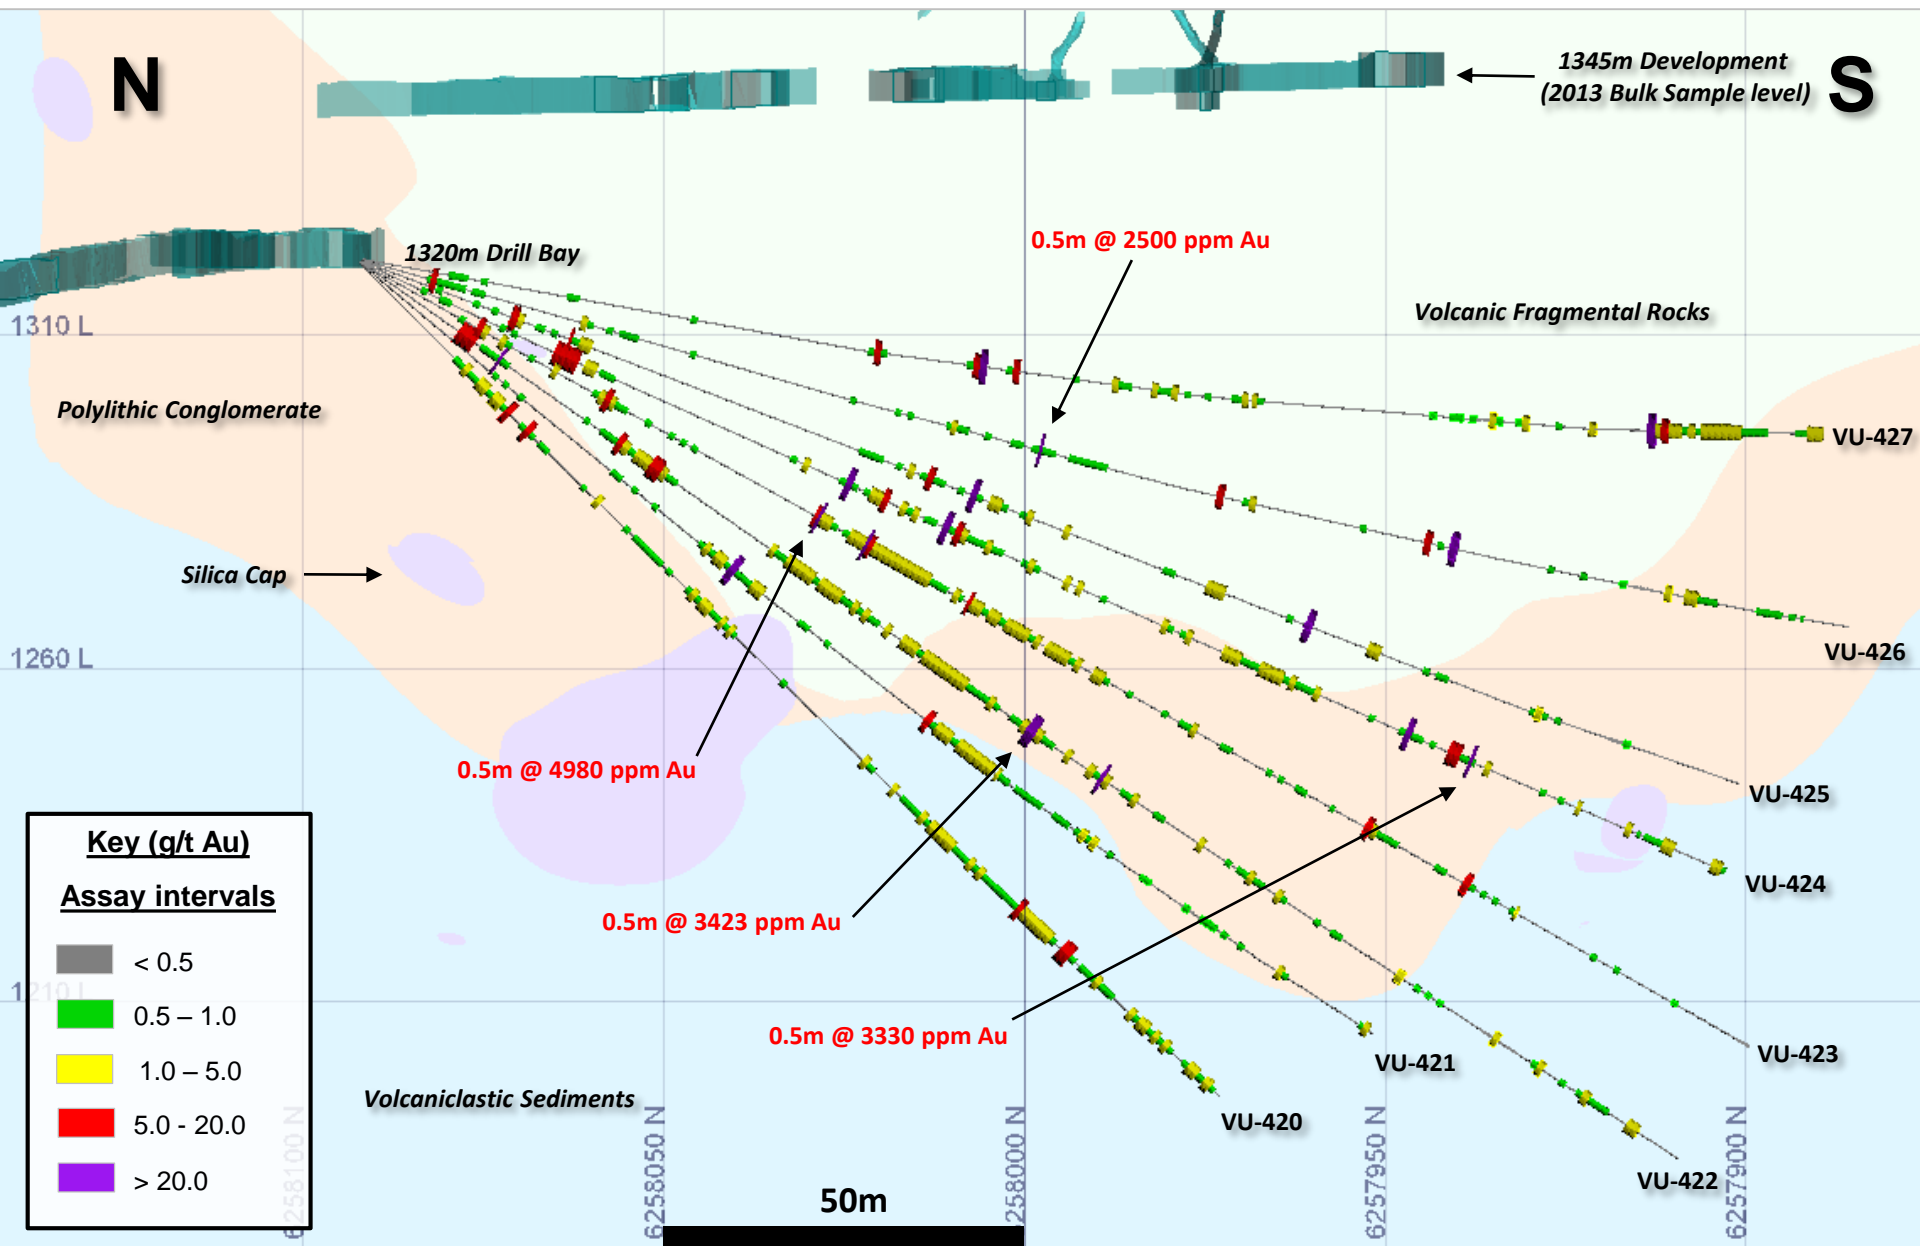 N
1345m Development
(2013 Bulk Sample level)
S
1320m Drill Bay
0.5m @ 2500 ppm Au
1310 L
Volcanic Fragmental Rocks
Polylithic Conglomerate
VU-427
Silica Cap
VU-426
1260 L
0.5m @ 4980 ppm Au
VU-425
Key (g/t Au)
Assay intervals
< 0.5
0.5 – 1.0
1.0 – 5.0
5.0 - 20.0
> 20.0
VU-424
0.5m @ 3423 ppm Au
1210 L
0.5m @ 3330 ppm Au
VU-423
VU-421
Volcaniclastic Sediments
VU-420
VU-422
6258100 N
6258050 N
6258000 N
6257950 N
6257900 N
50m